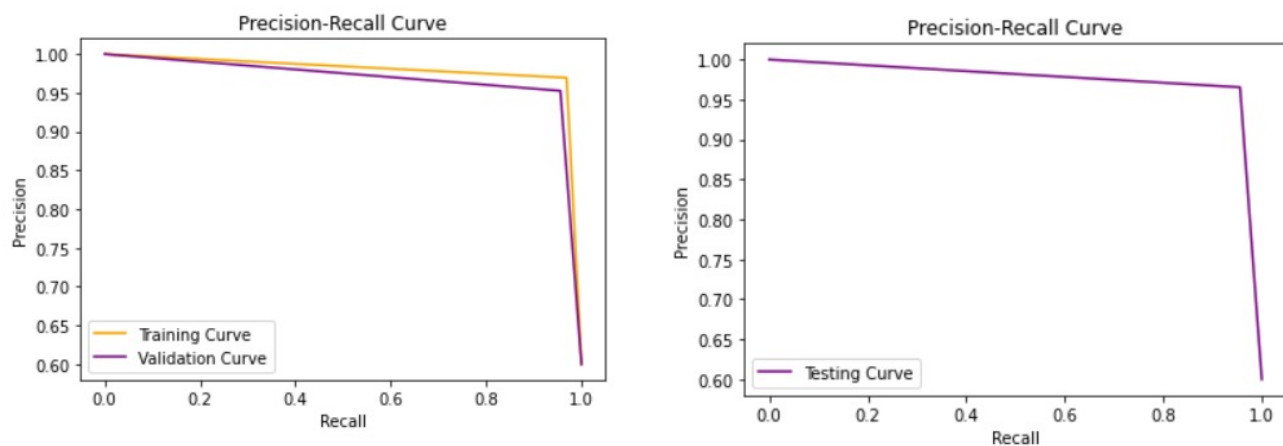 Precision-Recall Curve
1.00
0.95
0.90
0.85
0.80
0.75
0.70
0.65
0.60
Precision
Training Curve
Validation Curve
0.0 0.2 0.4 0.6 0.8 1.0
Recall
Precision-Recall Curve
1.00
0.95
0.90
0.85
0.80
0.75
0.70
0.65
0.60
Precision
Testing Curve
0.0 0.2 0.4 0.6 0.8 1.0
Recall